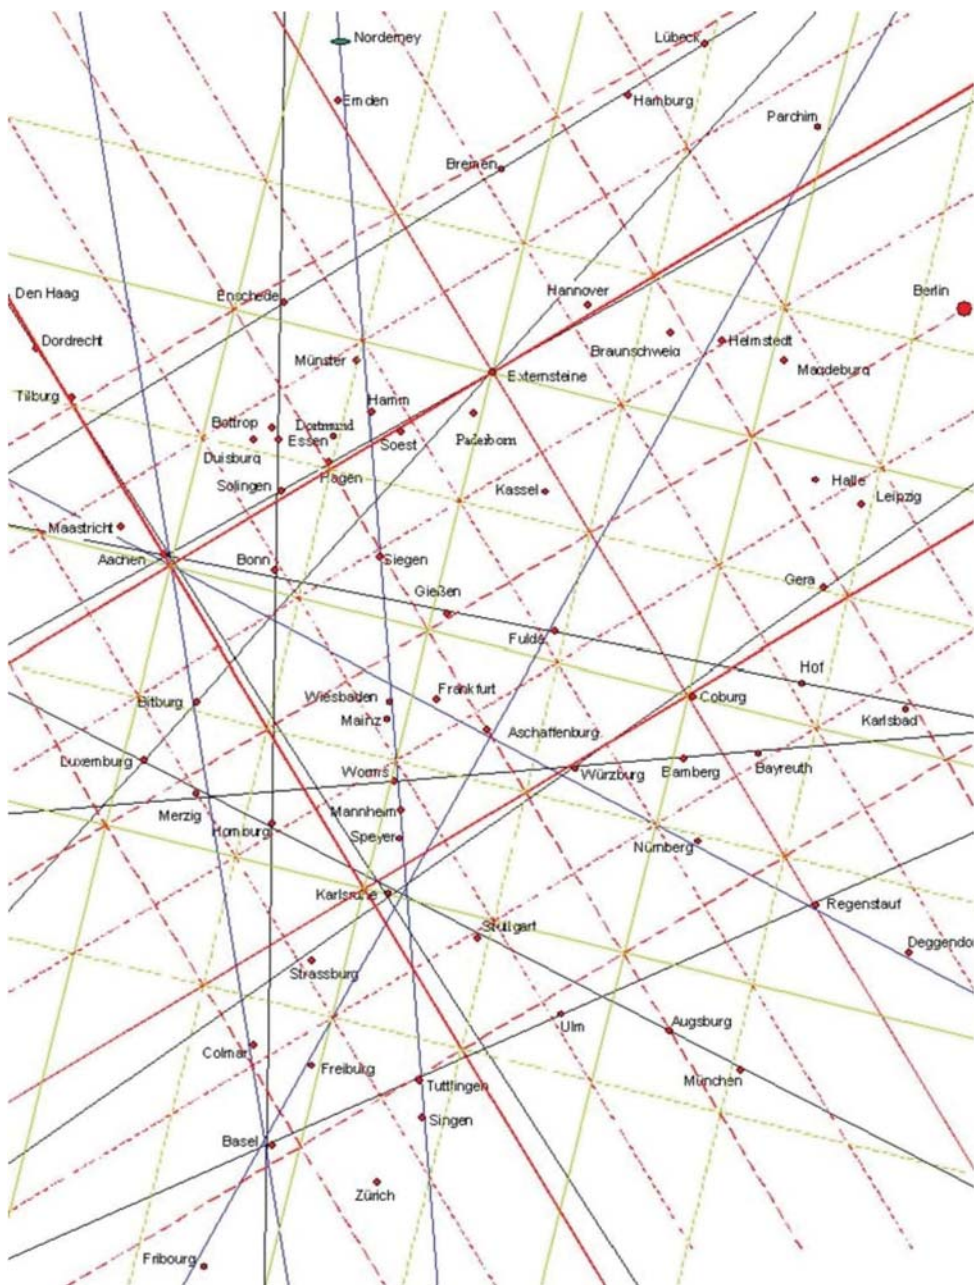 Norderney
Lübeck
Emden
Hamburg
Parchim
Bremen
Den Haag
Enschede
Hannover
Berlin
Dordrecht
Braunschweig
Helmstedt
Münster
Magdeburg
Externsteine
Tilburg
Hamm
Bottrop
Dortmund
Essen
Soest
Paderborn
Duisburg
Hagen
Solingen
Kassel
Halle
Leipzig
Maastricht
Aachen
Bonn
Siegen
Gießen
Gera
Fulda
Hof
Bitburg
Wiesbaden
Frankfurt
Coburg
Karlsbad
Mainz
Aschaffenburg
Luxemburg
Worms
Würzburg
Bamberg
Bayreuth
Merzig
Mannheim
Homburg
Speyer
Nürnberg
Karlsruhe
Regenstauf
Stuttgart
Deggendor
Strassburg
Ulm
Augsburg
Colmar
Freiburg
Tuttlingen
München
Singen
Basel
Zürich
Fribourg